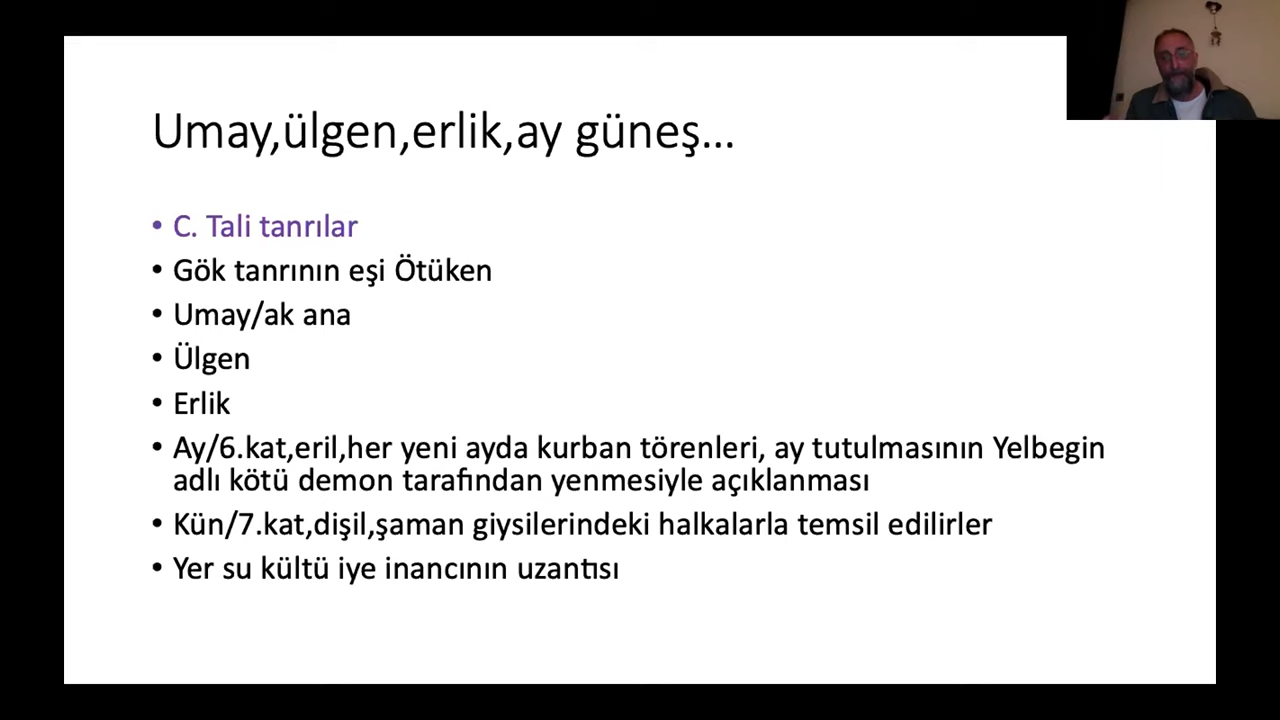 Umay,ülgen,erlik,ay güneş...
• C. Tali tanrılar
• Gök tanrının eşi Ötüken
• Umay/ak ana
• Ülgen
• Erlik
• Ay/6.kat,eril,her yeni ayda kurban törenleri, ay tutulmasının Yelbegin
adlı kötü demon tarafından yenmesiyle açıklanması
• Kün/7.kat,dişil,şaman giysilerindeki halkalarla temsil edilirler
• Yer su kültü iye inancının uzantısı